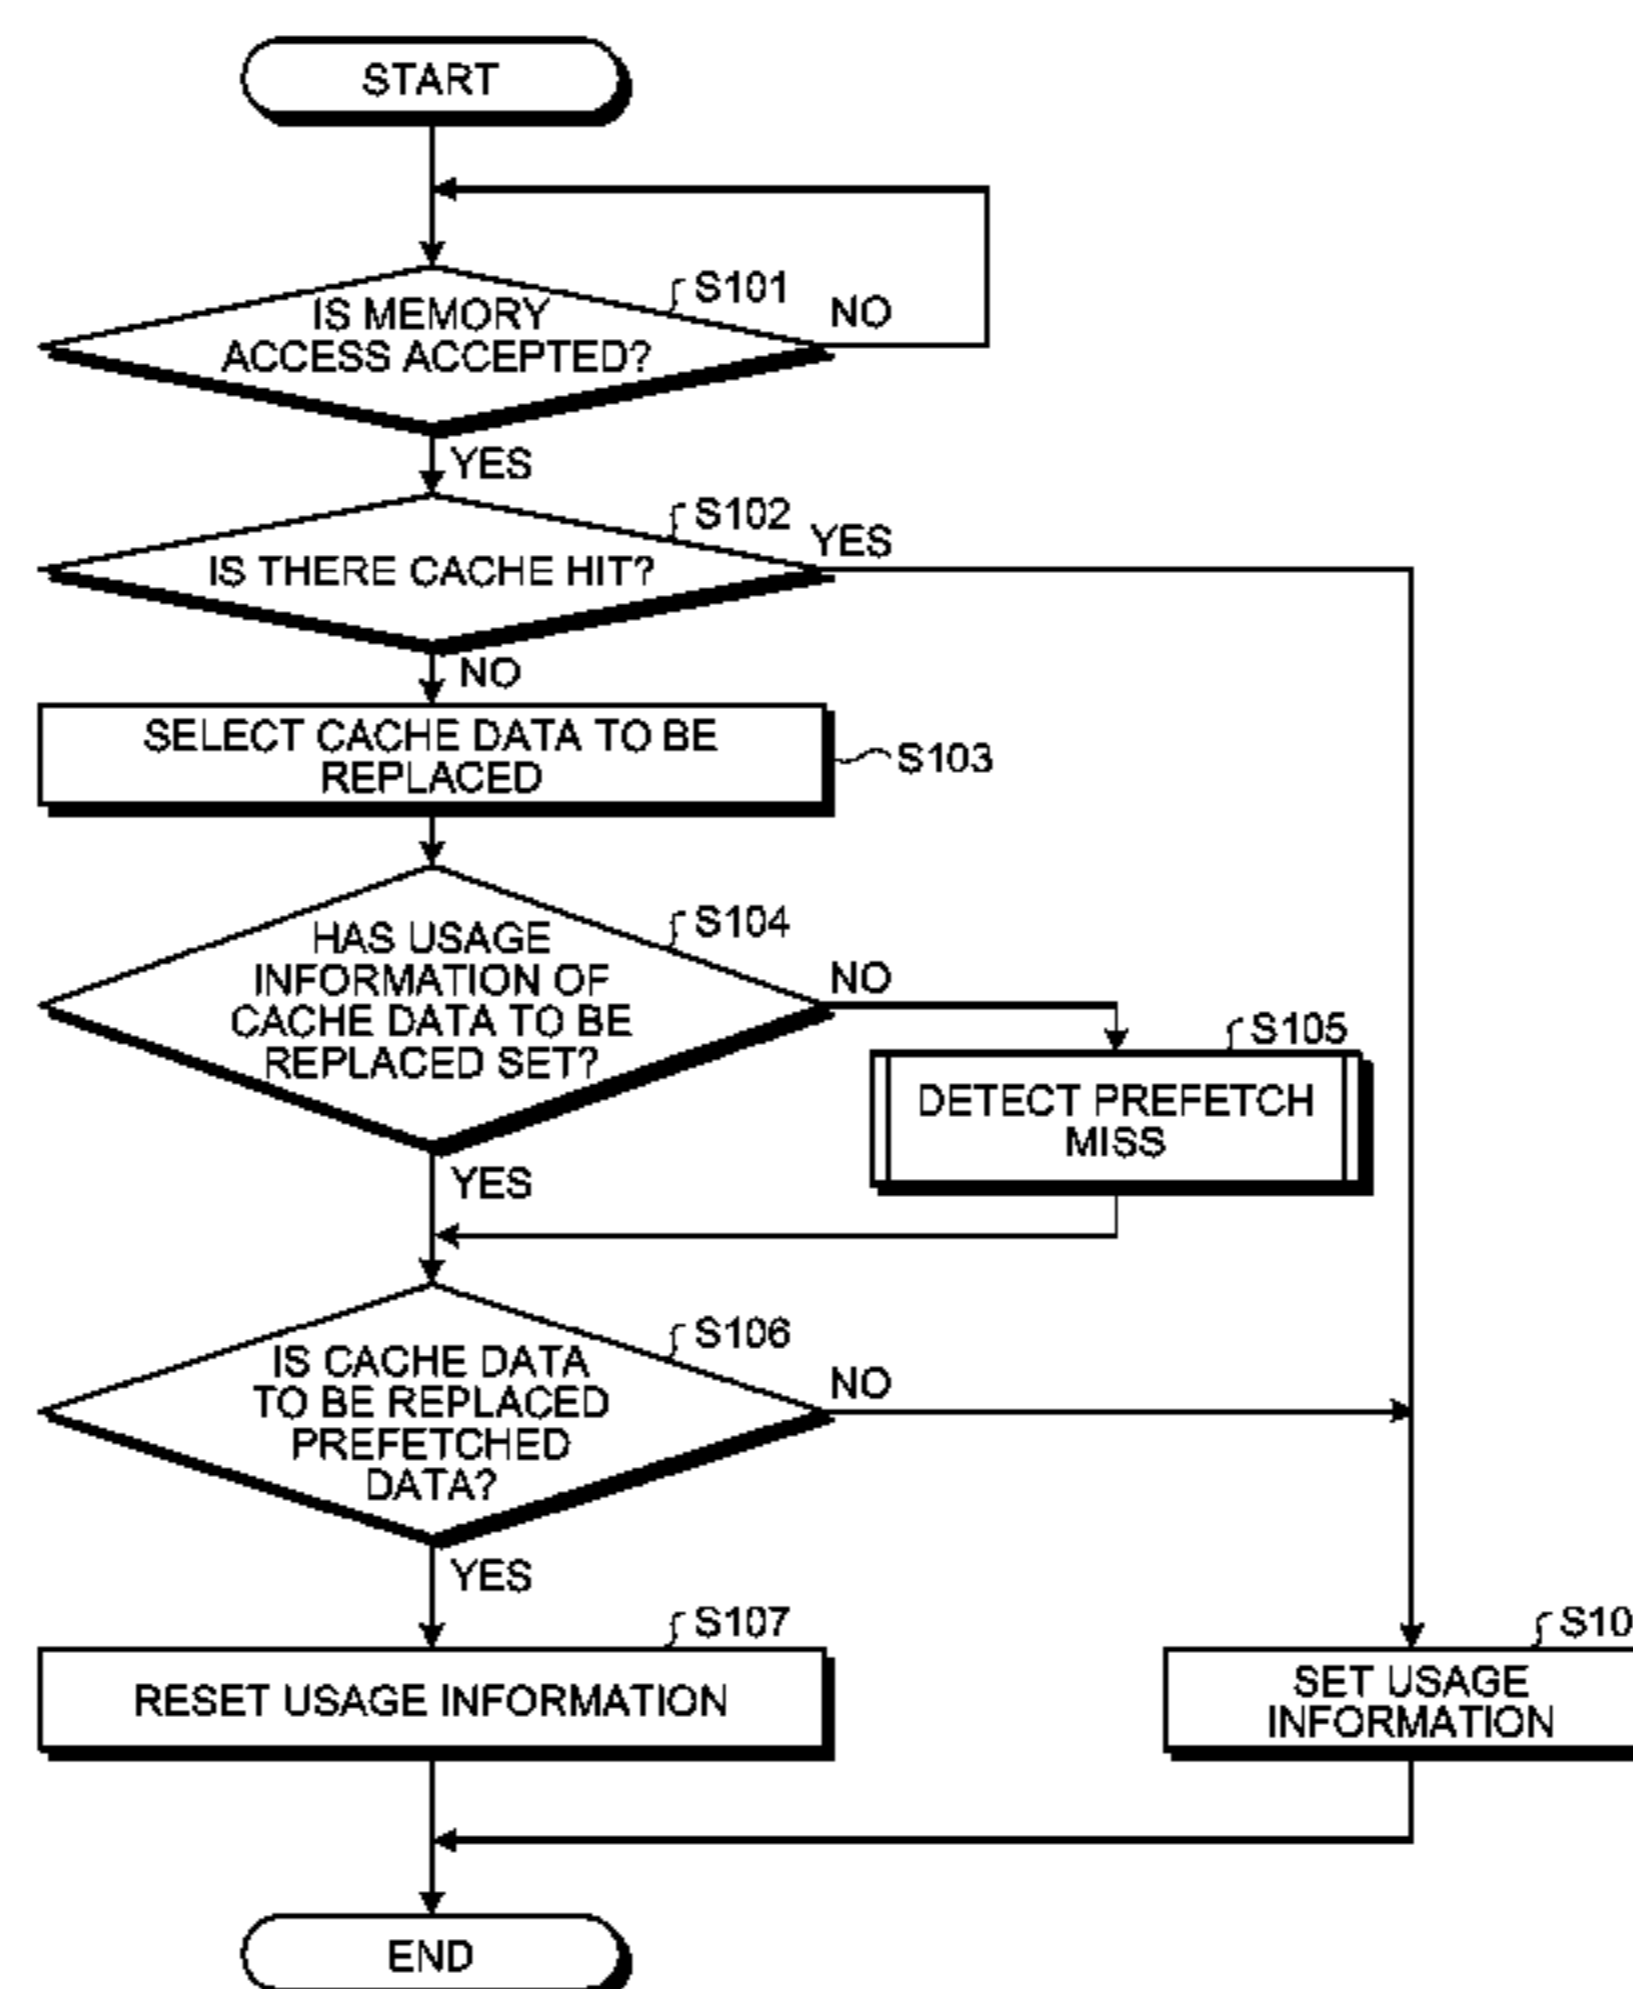 START
S101
IS MEMORY
ACCESS ACCEPTED?
NO
YES
S102
IS THERE CACHE HIT?
YES
NO
SELECT CACHE DATA TO BE
REPLACED
S103
S104
HAS USAGE
INFORMATION OF
CACHE DATA TO BE
REPLACED SET?
NO
S105
DETECT PREFETCH
MISS
YES
S106
IS CACHE DATA
TO BE REPLACED
PREFETCHED
DATA?
NO
YES
S107
RESET USAGE INFORMATION
S10
SET USAGE
INFORMATION
END